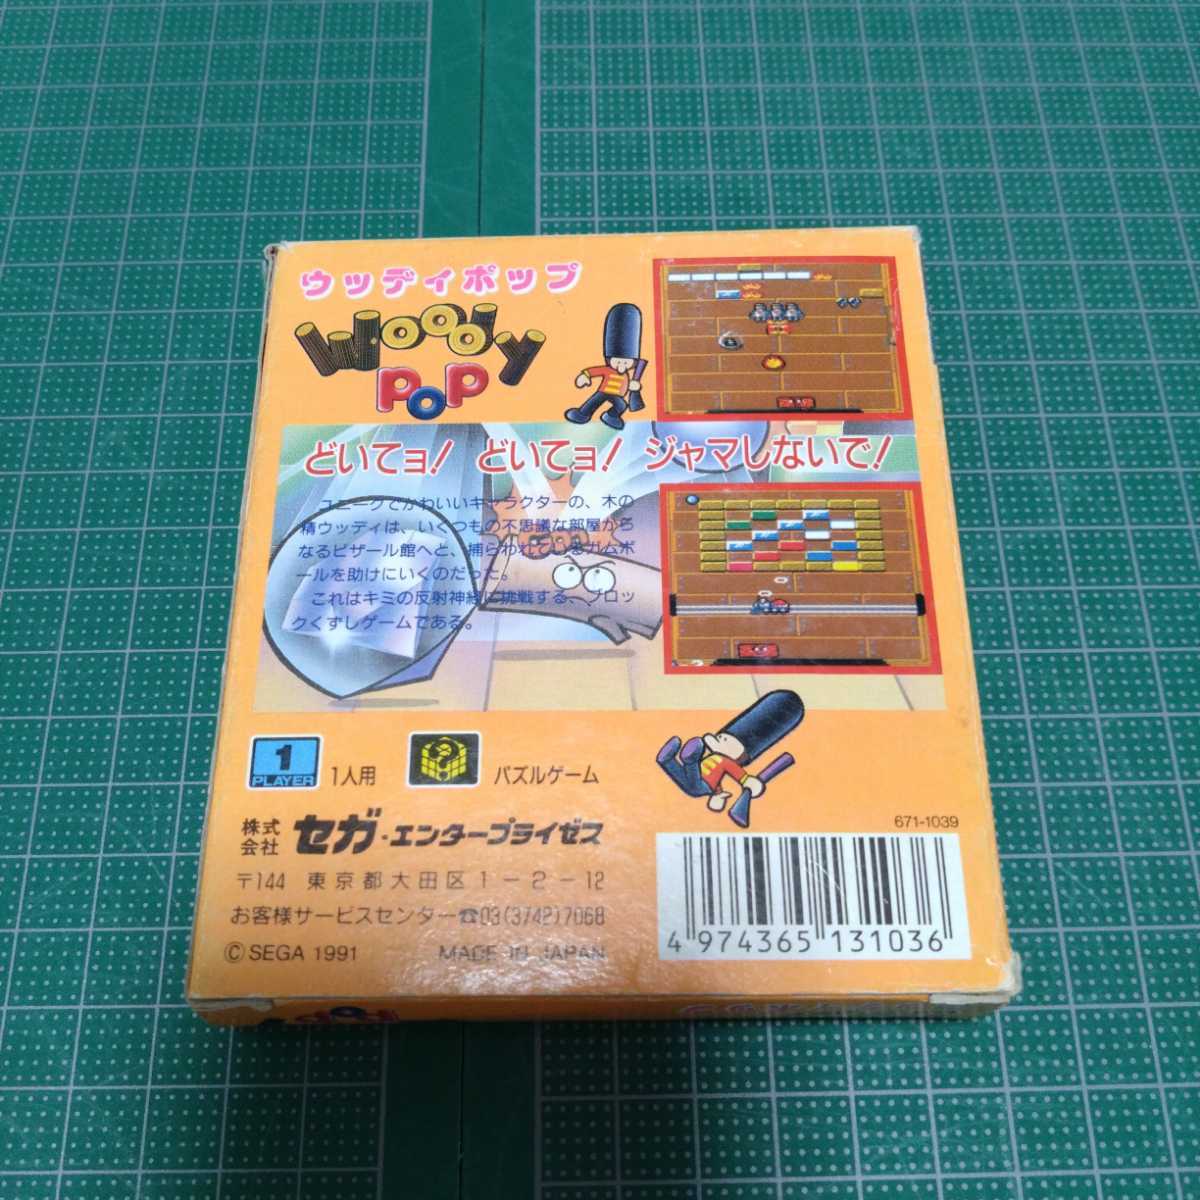 ウッディポップ
Woody
POP
どいてョ! どいてョ! ジャマしないで!
ユニークでかわいいキャラクターの、木の
精ウッディは、いくつもの不思議な部屋から
なるビザール館へと、捕らわれているガムボ
ールを助けにいくのだった。
これはキミの反射神経に挑戦する、ブロッ
クくずしゲームである。
1
PLAYER
1人用
パズルゲーム
株式会社 セガ・エンタープライゼス
〒144 東京都大田区1-2-12
お客様サービスセンター☎03(3742)7068
© SEGA 1991 MADE IN JAPAN
671-1039
4 974365 131036